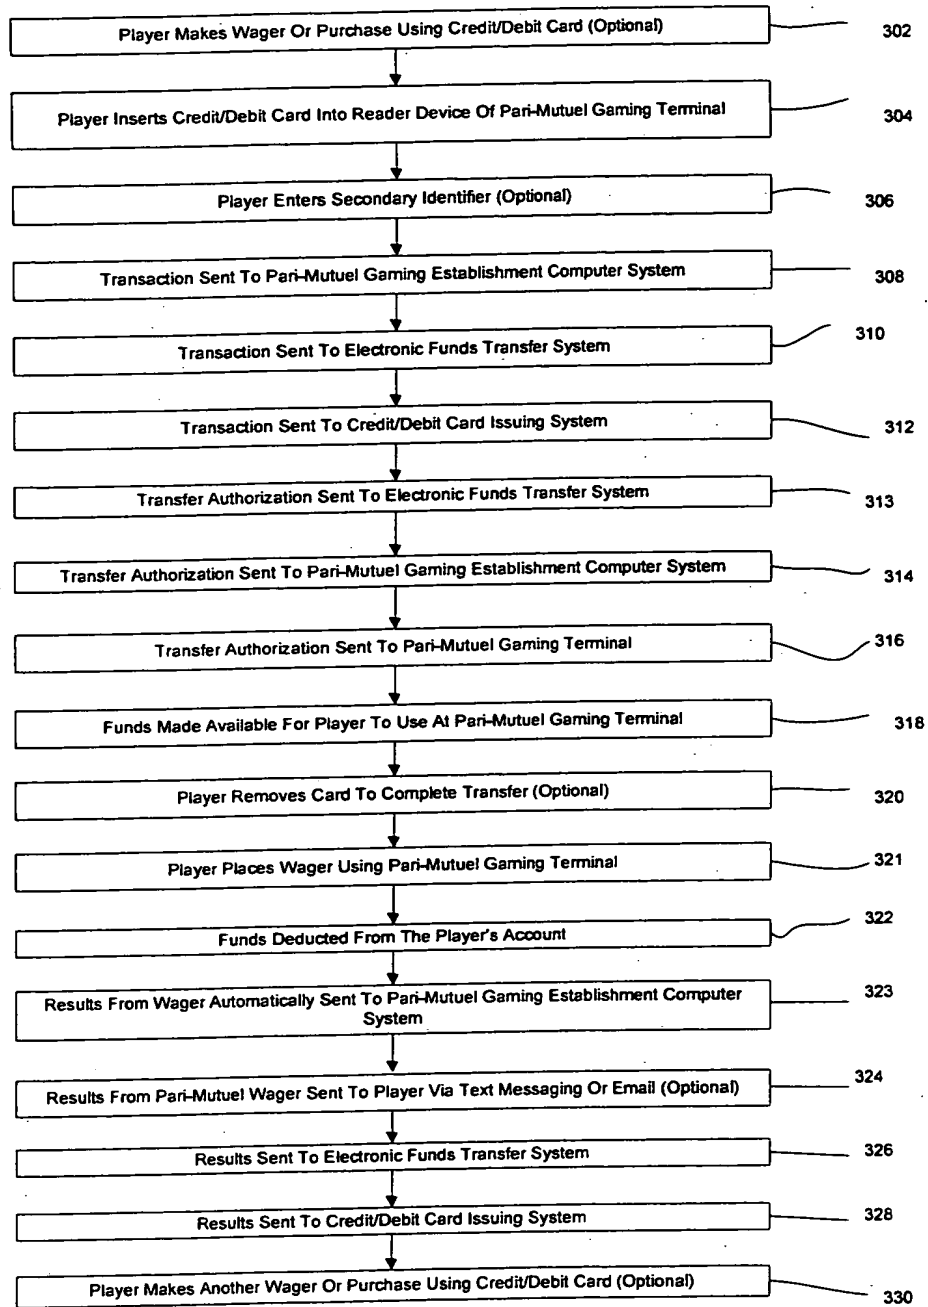 Player Makes Wager Or Purchase Using Credit/Debit Card (Optional)
302
Player Inserts Credit/Debit Card Into Reader Device Of Pari-Mutuel Gaming Terminal
304
Player Enters Secondary Identifier (Optional)
306
Transaction Sent To Pari-Mutuel Gaming Establishment Computer System
308
Transaction Sent To Electronic Funds Transfer System
310
Transaction Sent To Credit/Debit Card Issuing System
312
Transfer Authorization Sent To Electronic Funds Transfer System
313
Transfer Authorization Sent To Pari-Mutuel Gaming Establishment Computer System
314
Transfer Authorization Sent To Pari-Mutuel Gaming Terminal
316
Funds Made Available For Player To Use At Pari-Mutuel Gaming Terminal
318
Player Removes Card To Complete Transfer (Optional)
320
Player Places Wager Using Pari-Mutuel Gaming Terminal
321
Funds Deducted From The Player's Account
322
Results From Wager Automatically Sent To Pari-Mutuel Gaming Establishment Computer
System
323
Results From Pari-Mutuel Wager Sent To Player Via Text Messaging Or Email (Optional)
324
Results Sent To Electronic Funds Transfer System
326
Results Sent To Credit/Debit Card Issuing System
328
Player Makes Another Wager Or Purchase Using Credit/Debit Card (Optional)
330